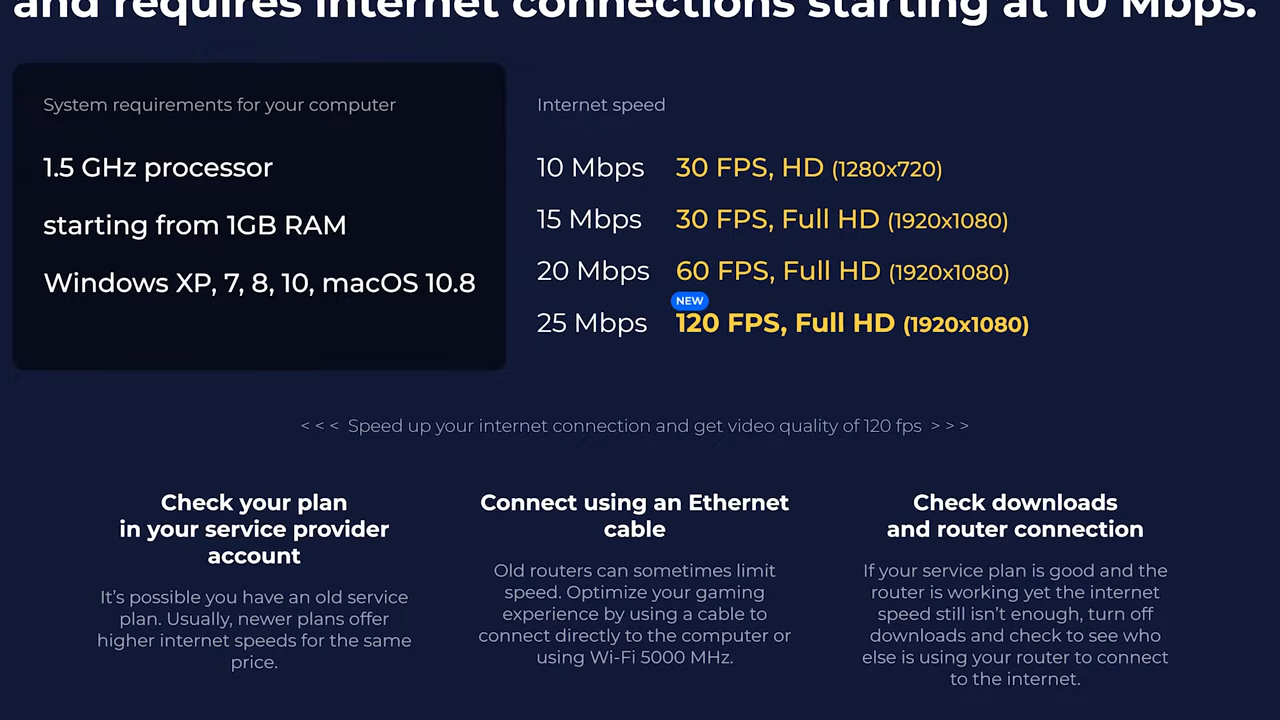 and requires internet connections starting at 10 Mbps.
System requirements for your computer
1.5 GHz processor
starting from 1GB RAM
Windows XP, 7, 8, 10, macOS 10.8
Internet speed
10 Mbps 30 FPS, HD (1280x720)
15 Mbps 30 FPS, Full HD (1920x1080)
20 Mbps 60 FPS, Full HD (1920x1080)
NEW
25 Mbps 120 FPS, Full HD (1920x1080)
< < < Speed up your internet connection and get video quality of 120 fps > > >
Check your plan
in your service provider
account
It’s possible you have an old service
plan. Usually, newer plans offer
higher internet speeds for the same
price.
Connect using an Ethernet
cable
Old routers can sometimes limit
speed. Optimize your gaming
experience by using a cable to
connect directly to the computer or
using Wi-Fi 5000 MHz.
Check downloads
and router connection
If your service plan is good and the
router is working yet the internet
speed still isn’t enough, turn off
downloads and check to see who
else is using your router to connect
to the internet.